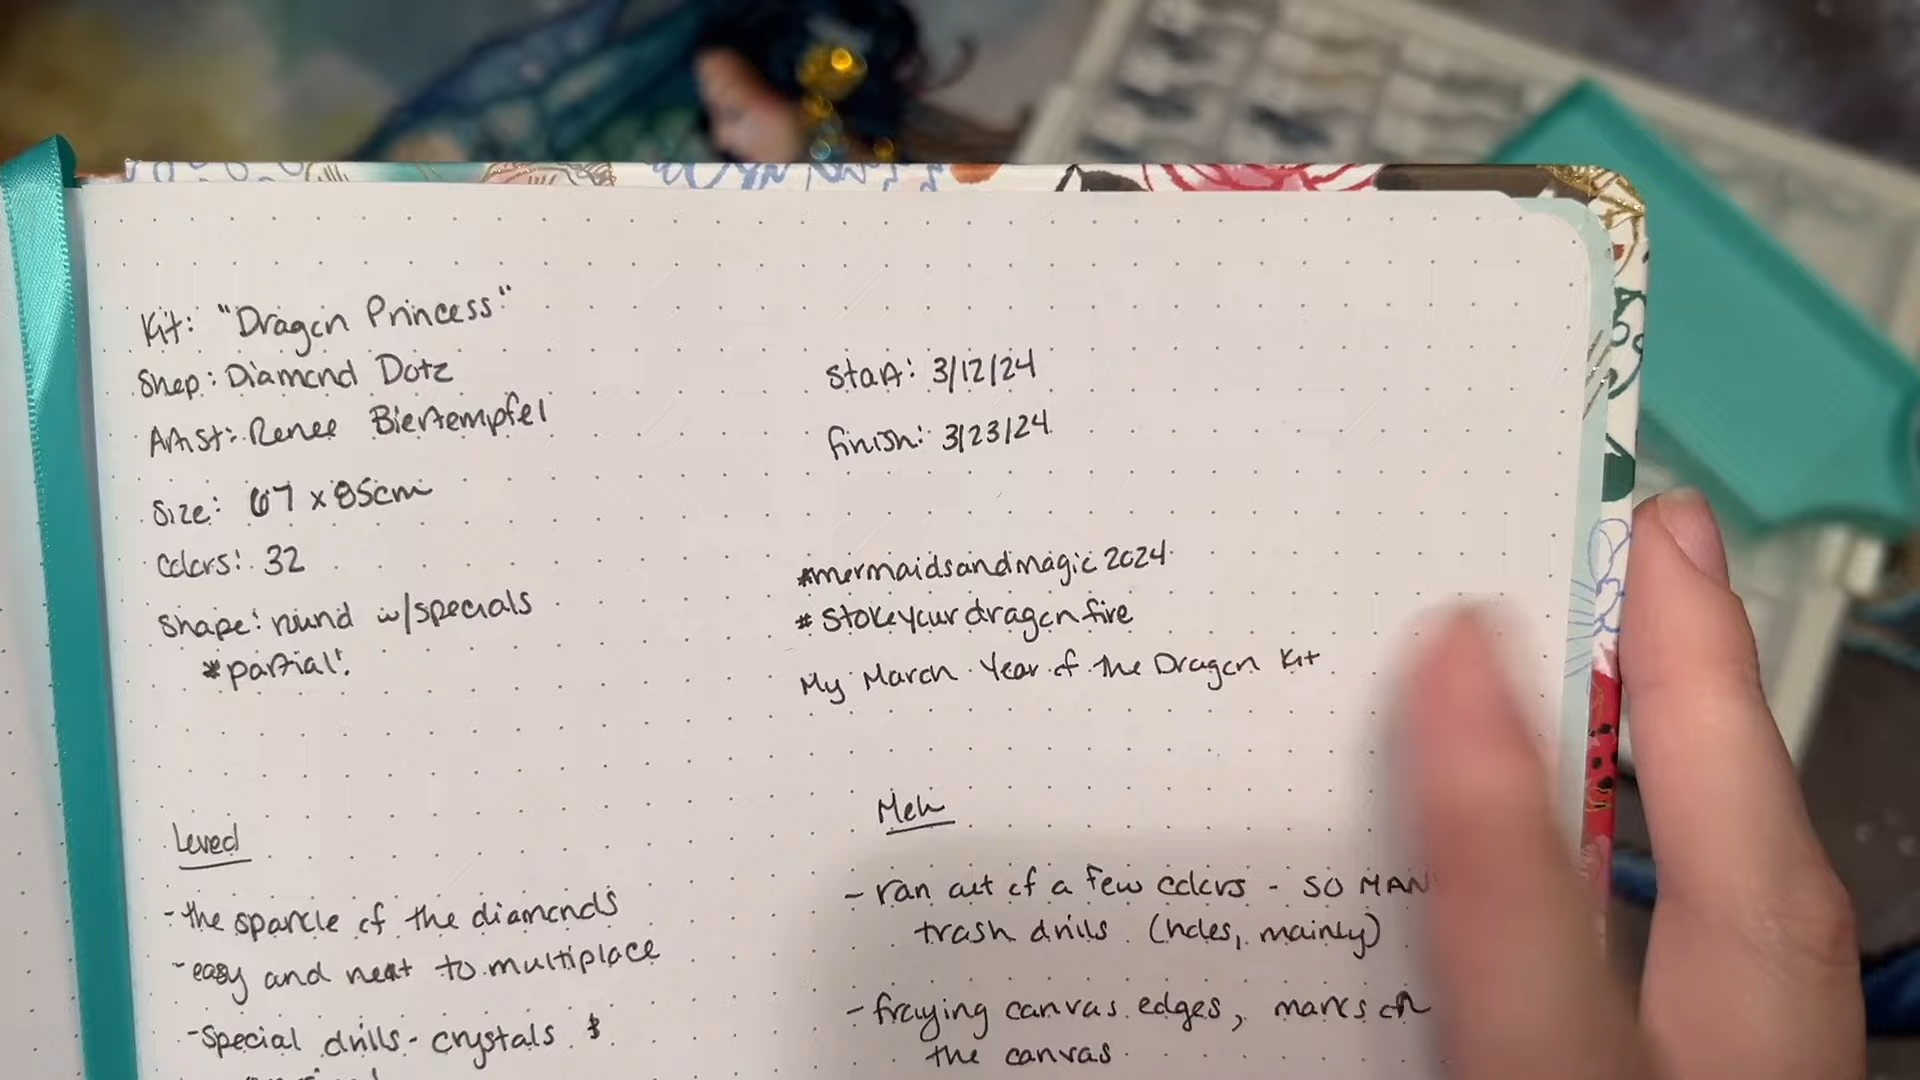 Kit: "Dragon Princess"
Shop: Diamond Dotz
Artist: Renee Biertempfel
Size: 67 x 85cm
Colors: 32
Shape: round w/specials
*partial!
Start: 3/12/24
Finish: 3/23/24
#mermaidsandmagic2024
#stokeyourdragonfire
My March Year of the Dragon Kit
Loved
-the sparkle of the diamonds
-easy and neat to multiplace
-Special drills - crystals &
Meh
- ran out of a few colors - SO MAN
trash drills (holes, mainly)
- fraying canvas edges, marks on
the canvas